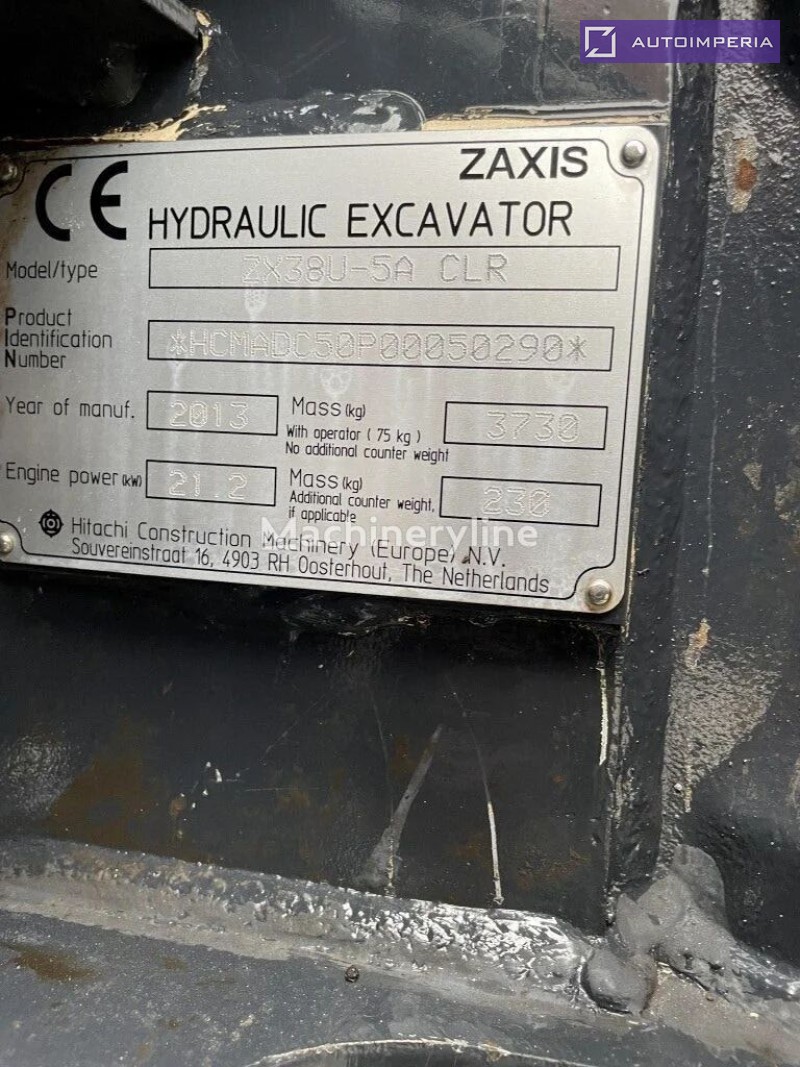 AUTOIMPERIA
ZAXIS
CE HYDRAULIC EXCAVATOR
Model/type ZX38U-5A CLR
Product
Identification
Number *HCMADC50P00050290*
Year of manuf. 2013 Mass (kg) 3730
With operator ( 75 kg )
No additional counter weight
Engine power (kW) 21.2 Mass (kg) 230
Additional counter weight,
if applicable
Machineryline
Hitachi Construction Machinery (Europe) N.V.
Souvereinstraat 16, 4903 RH Oosterhout, The Netherlands